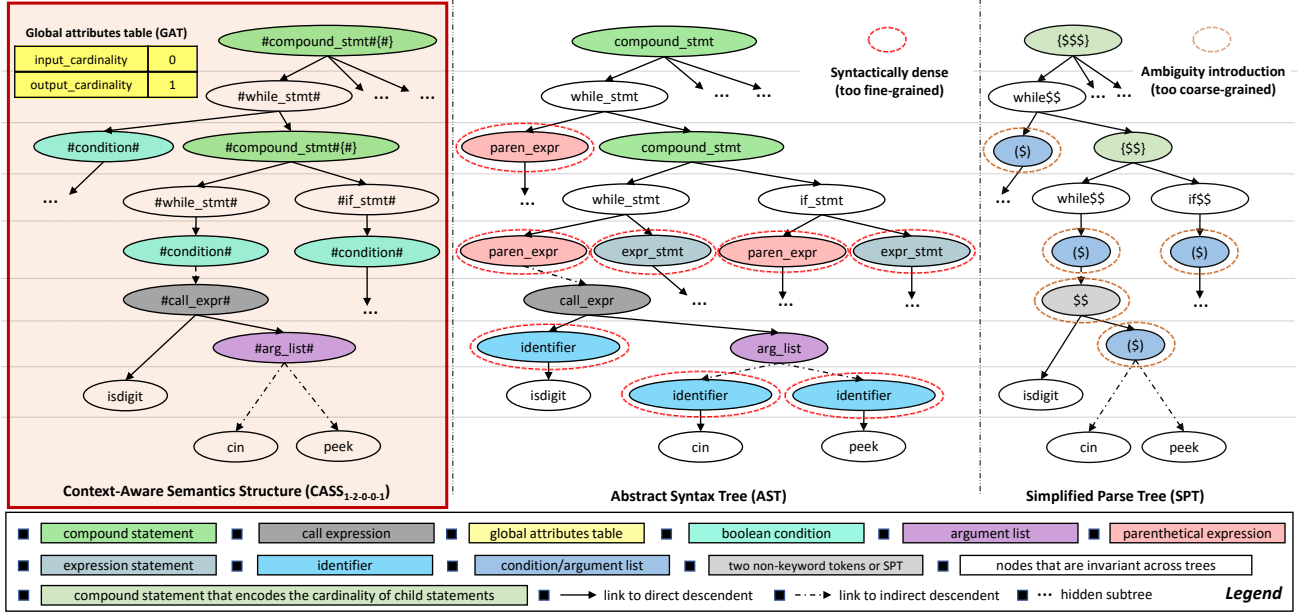 Global attributes table (GAT)
input_cardinality 0
output_cardinality 1
#compound_stmt#{#}
#while_stmt#
...
...
#condition#
#compound_stmt#{#}
...
#while_stmt#
#if_stmt#
#condition#
#condition#
#call_expr#
...
#arg_list#
isdigit
cin
peek
Context-Aware Semantics Structure (CASS1-2-0-0-1)
compound_stmt
Syntactically dense
(too fine-grained)
while_stmt
...
...
paren_expr
compound_stmt
...
while_stmt
if_stmt
paren_expr
expr_stmt
paren_expr
expr_stmt
call_expr
...
...
...
identifier
arg_list
isdigit
identifier
identifier
cin
peek
Abstract Syntax Tree (AST)
{$$$}
Ambiguity introduction
(too coarse-grained)
while$$
...
...
($)
{$$}
...
while$$
if$$
($)
($)
$$
...
($)
isdigit
cin
peek
Simplified Parse Tree (SPT)
compound statement
call expression
global attributes table
boolean condition
argument list
parenthetical expression
expression statement
identifier
condition/argument list
two non-keyword tokens or SPT
nodes that are invariant across trees
compound statement that encodes the cardinality of child statements
link to direct descendent
link to indirect descendent
... hidden subtree
Legend